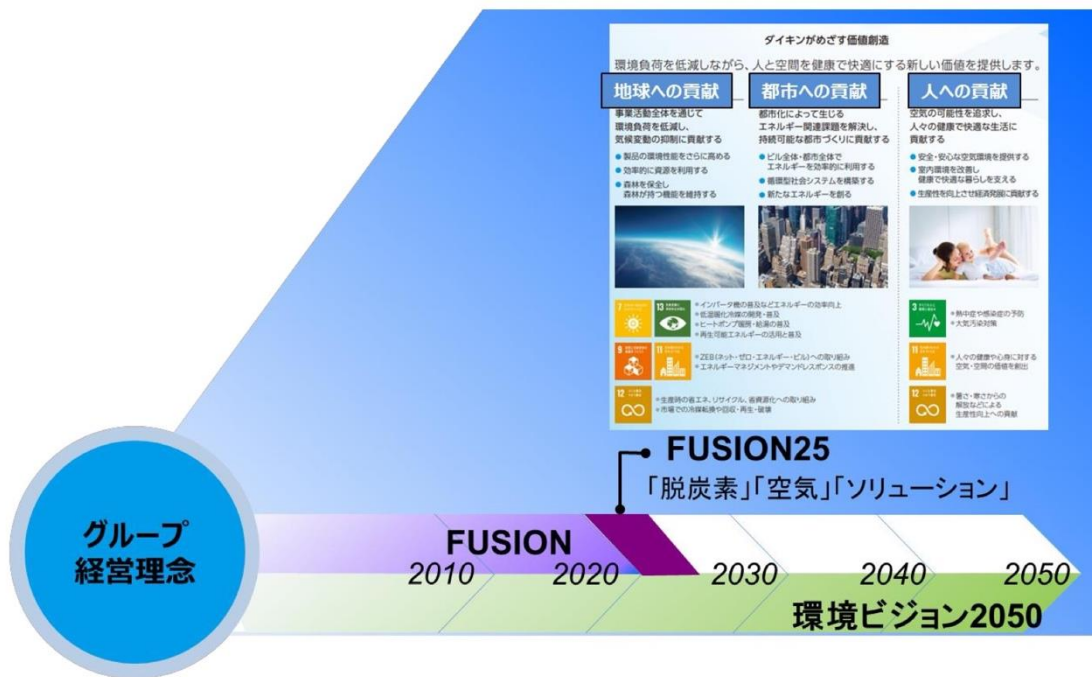 ダイキンがめざす価値創造
環境負荷を低減しながら、人と空間を健康で快適にする新しい価値を提供します。
地球への貢献
事業活動全体を通じて
環境負荷を低減し、
気候変動の抑制に貢献する
● 製品の環境性能をさらに高める
● 効率的に資源を利用する
● 森林を保全し
森林が持つ機能を維持する
都市への貢献
都市化によって生じる
エネルギー関連課題を解決し、
持続可能な都市づくりに貢献する
● ビル全体・都市全体で
エネルギーを効率的に利用する
● 循環型社会システムを構築する
● 新たなエネルギーを創る
人への貢献
空気の可能性を追求し、
人々の健康で快適な生活に
貢献する
● 安全・安心な空気環境を提供する
● 室内環境を改善し
健康で快適な暮らしを支える
● 生産性を向上させ経済発展に貢献する
7
13
*インバータ機の普及などエネルギーの効率向上
*低温暖化冷媒の開発・普及
*ヒートポンプ暖房・給湯の普及
*再生可能エネルギーの活用と普及
9
11
*ZEB(ネット・ゼロ・エネルギー・ビル)への取り組み
*エネルギーマネジメントやデマンドレスポンスの推進
12
*生産時の省エネ、リサイクル、省資源化への取り組み
*市場での冷媒転換や回収・再生・破壊
3
*熱中症や感染症の予防
*大気汚染対策
11
*人々の健康や心身に対する
空気・空間の価値を創出
12
*暑さ・寒さからの
解放などによる
生産性向上への貢献
FUSION25
「脱炭素」「空気」「ソリューション」
グループ
経営理念
FUSION
2010
2020
2030
2040
2050
環境ビジョン2050